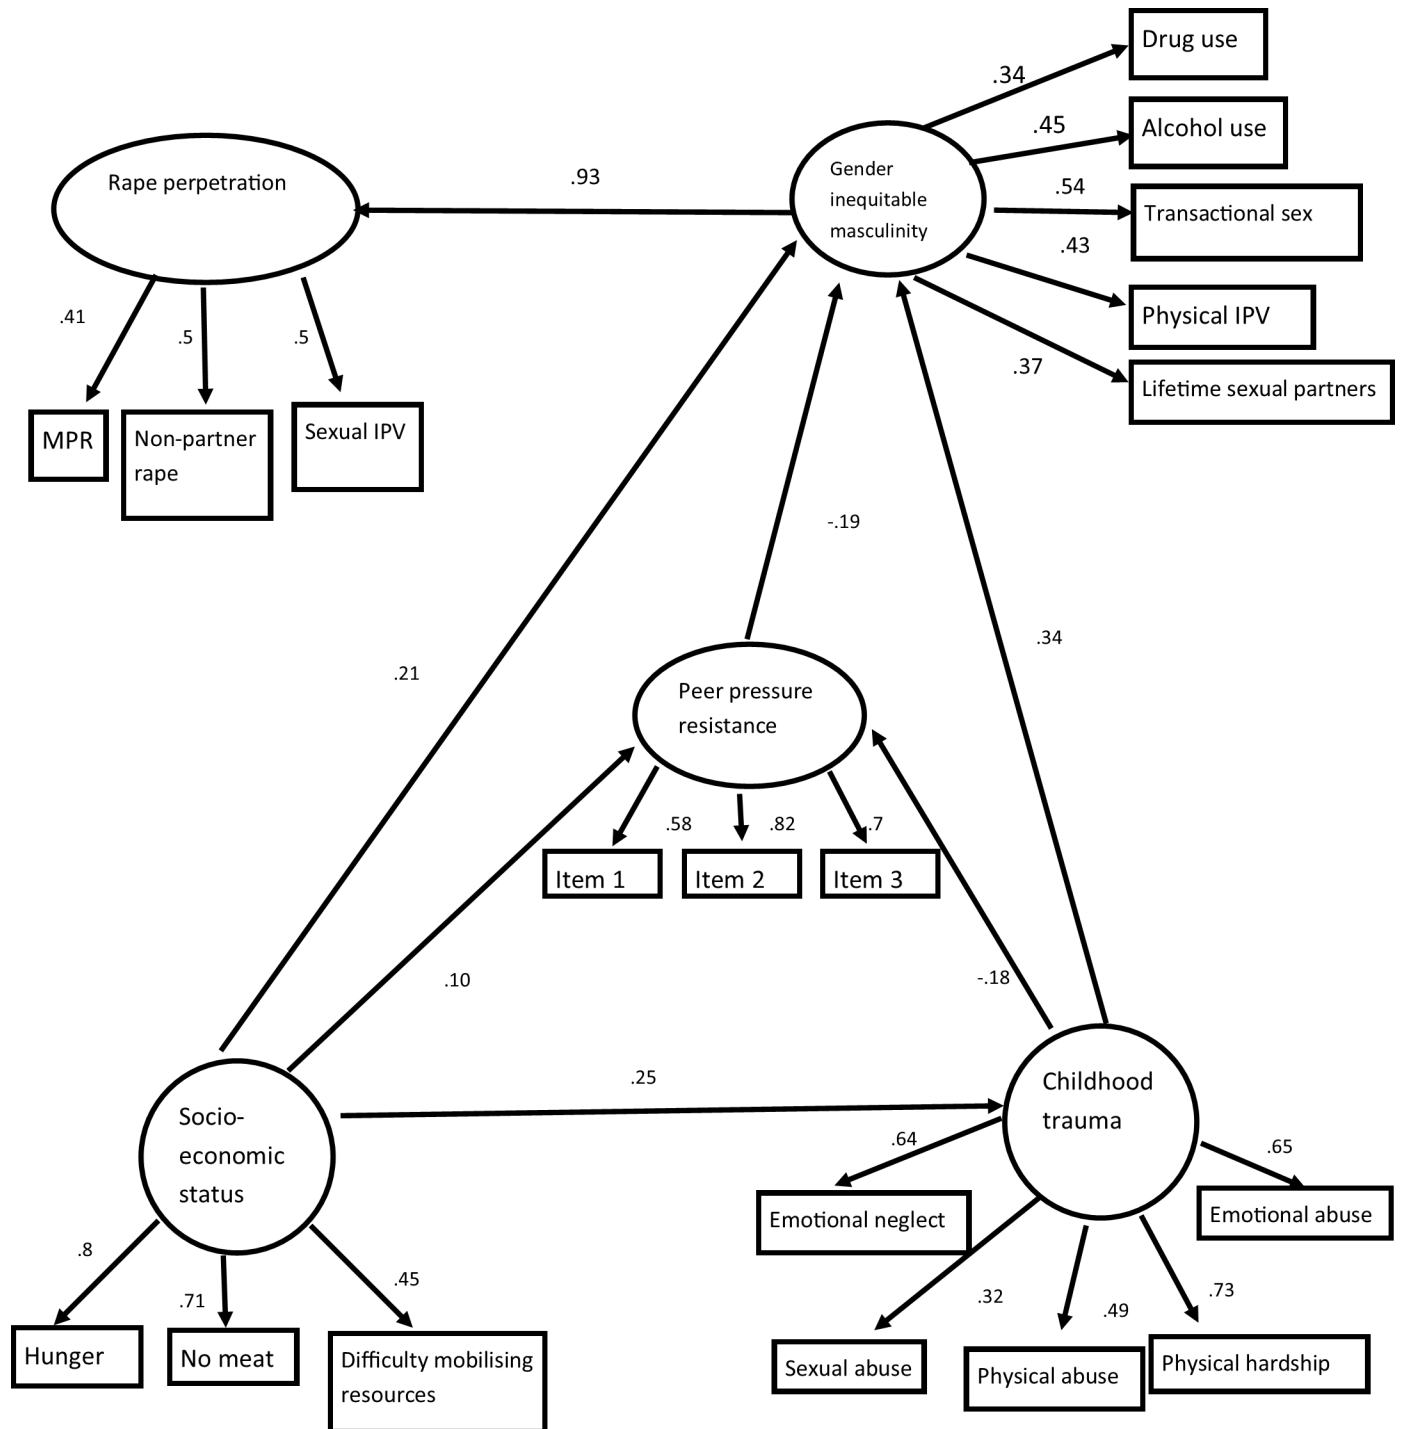 Drug use
.34
Alcohol use
.45
Gender
inequitable
masculinity
Rape perpetration
.93
.54
Transactional sex
.43
Physical IPV
.37
Lifetime sexual partners
.41
.5
.5
MPR
Non-partner
rape
Sexual IPV
-.19
.21
.34
Peer pressure
resistance
.58
.82
.7
Item 1
Item 2
Item 3
.10
-.18
.25
Childhood
trauma
Socio-
economic
status
.64
.65
Emotional neglect
Emotional abuse
.8
.71
.45
.32
.49
.73
Hunger
No meat
Difficulty mobilising
resources
Sexual abuse
Physical abuse
Physical hardship